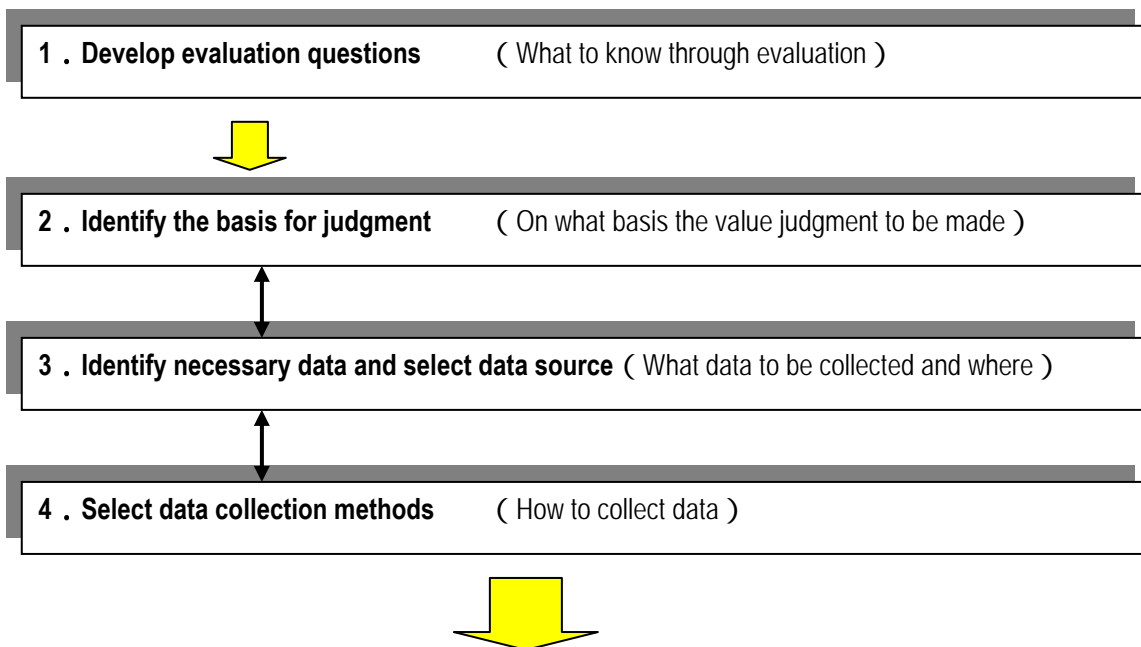 1 . Develop evaluation questions ( What to know through evaluation )
2 . Identify the basis for judgment ( On what basis the value judgment to be made )
3 . Identify necessary data and select data source ( What data to be collected and where )
4 . Select data collection methods ( How to collect data )